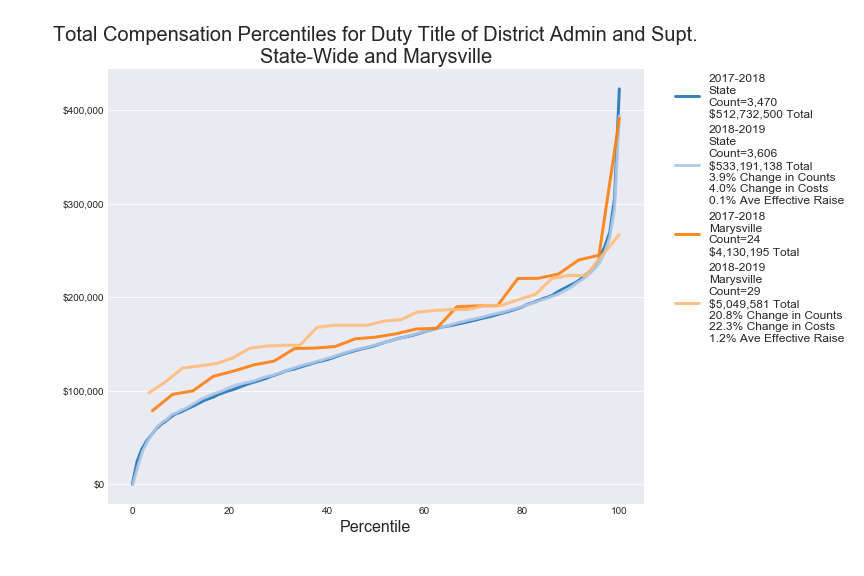 Total Compensation Percentiles for Duty Title of District Admin and Supt.
State-Wide and Marysville
$400,000
$300,000
$200,000
$100,000
$0
0
20
40
60
80
100
Percentile
2017-2018
State
Count=3,470
$512,732,500 Total
2018-2019
State
Count=3,606
$533,191,138 Total
3.9% Change in Counts
4.0% Change in Costs
0.1% Ave Effective Raise
2017-2018
Marysville
Count=24
$4,130,195 Total
2018-2019
Marysville
Count=29
$5,049,581 Total
20.8% Change in Counts
22.3% Change in Costs
1.2% Ave Effective Raise